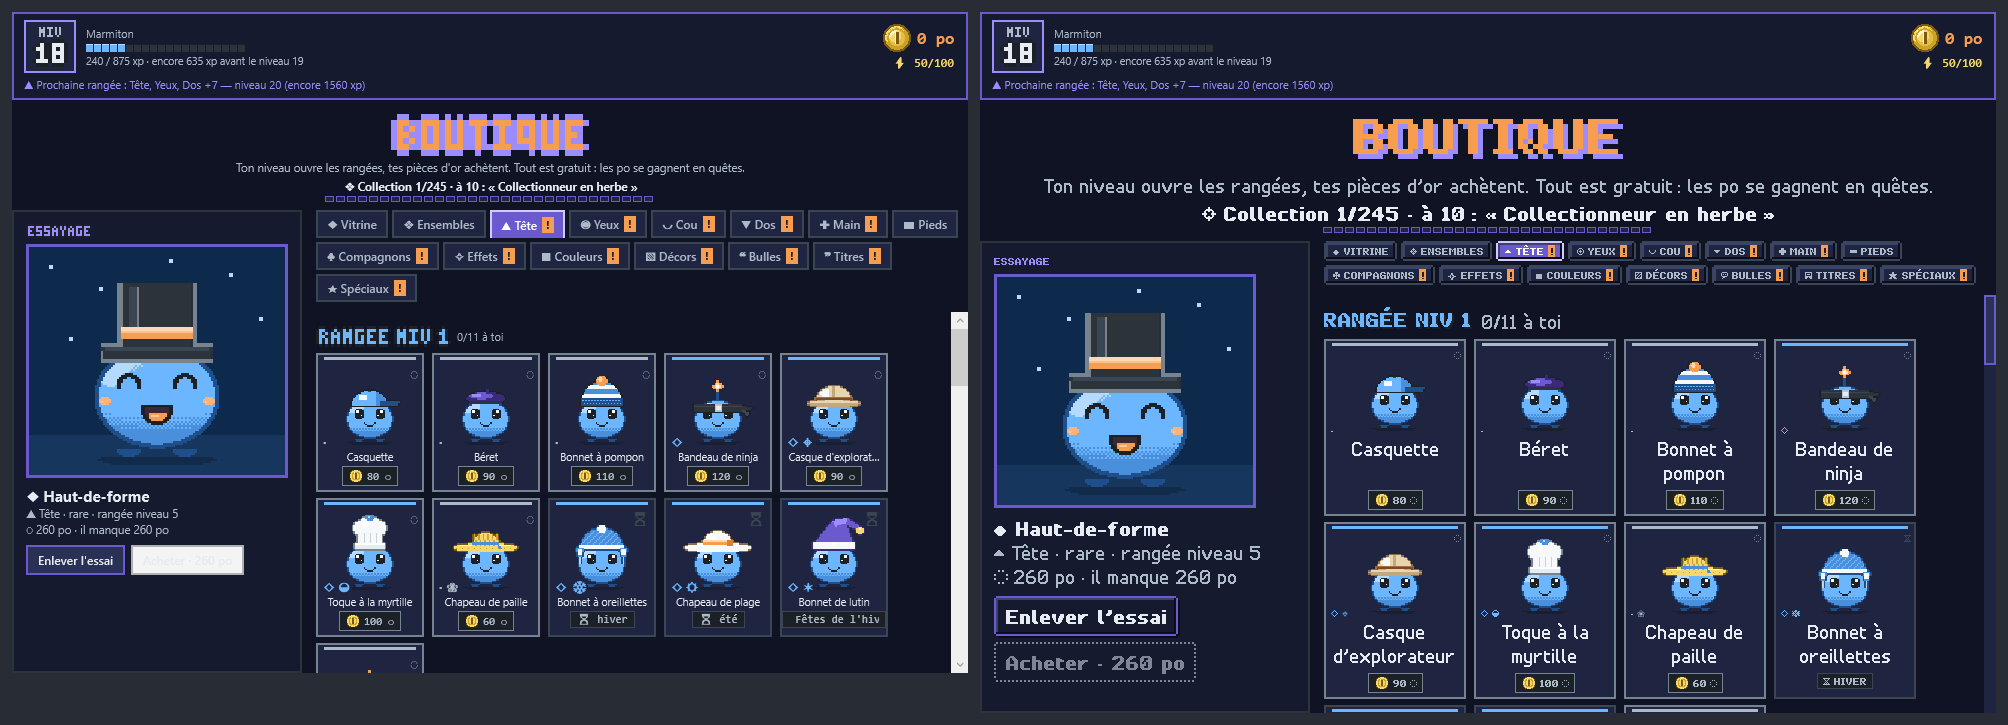 NIV
18
Marmiton
240 / 875 xp · encore 635 xp avant le niveau 19
▲ Prochaine rangée : Tête, Yeux, Dos +7 — niveau 20 (encore 1560 xp)
0 po
50/100
BOUTIQUE
Ton niveau ouvre les rangées, tes pièces d'or achètent. Tout est gratuit : les po se gagnent en quêtes.
❖ Collection 1/245 · à 10 : « Collectionneur en herbe »
ESSAYAGE
◆ Haut-de-forme
▲ Tête · rare · rangée niveau 5
○ 260 po · il manque 260 po
Enlever l'essai
Acheter · 260 po
◆ Vitrine
❖ Ensembles
▲ Tête !
Yeux !
Cou !
▼ Dos !
✚ Main !
Pieds
Compagnons !
Effets !
Couleurs !
Décors !
❝ Bulles !
❞ Titres !
★ Spéciaux !
RANGEE NIV 1 0/11 à toi
Casquette
80
Béret
90
Bonnet à pompon
110
Bandeau de ninja
120
Casque d'explorat...
90
Toque à la myrtille
100
Chapeau de paille
60
Bonnet à oreillettes
hiver
Chapeau de plage
été
Bonnet de lutin
Fêtes de l'hiv
NIV
18
Marmiton
240 / 875 xp · encore 635 xp avant le niveau 19
▲ Prochaine rangée : Tête, Yeux, Dos +7 — niveau 20 (encore 1560 xp)
0 po
50/100
BOUTIQUE
Ton niveau ouvre les rangées, tes pièces d’or achètent. Tout est gratuit : les po se gagnent en quêtes.
Collection 1/245 · à 10 : « Collectionneur en herbe »
ESSAYAGE
◆ Haut-de-forme
Tête · rare · rangée niveau 5
260 po · il manque 260 po
Enlever l’essai
Acheter · 260 po
VITRINE
ENSEMBLES
TÊTE !
YEUX !
COU !
DOS !
MAIN !
PIEDS
COMPAGNONS !
EFFETS !
COULEURS !
DÉCORS !
BULLES !
TITRES !
SPÉCIAUX !
RANGÉE NIV 1 0/11 à toi
Casquette
80
Béret
90
Bonnet à
pompon
110
Bandeau de
ninja
120
Casque
d’explorateur
90
Toque à la
myrtille
100
Chapeau de
paille
60
Bonnet à
oreillettes
HIVER